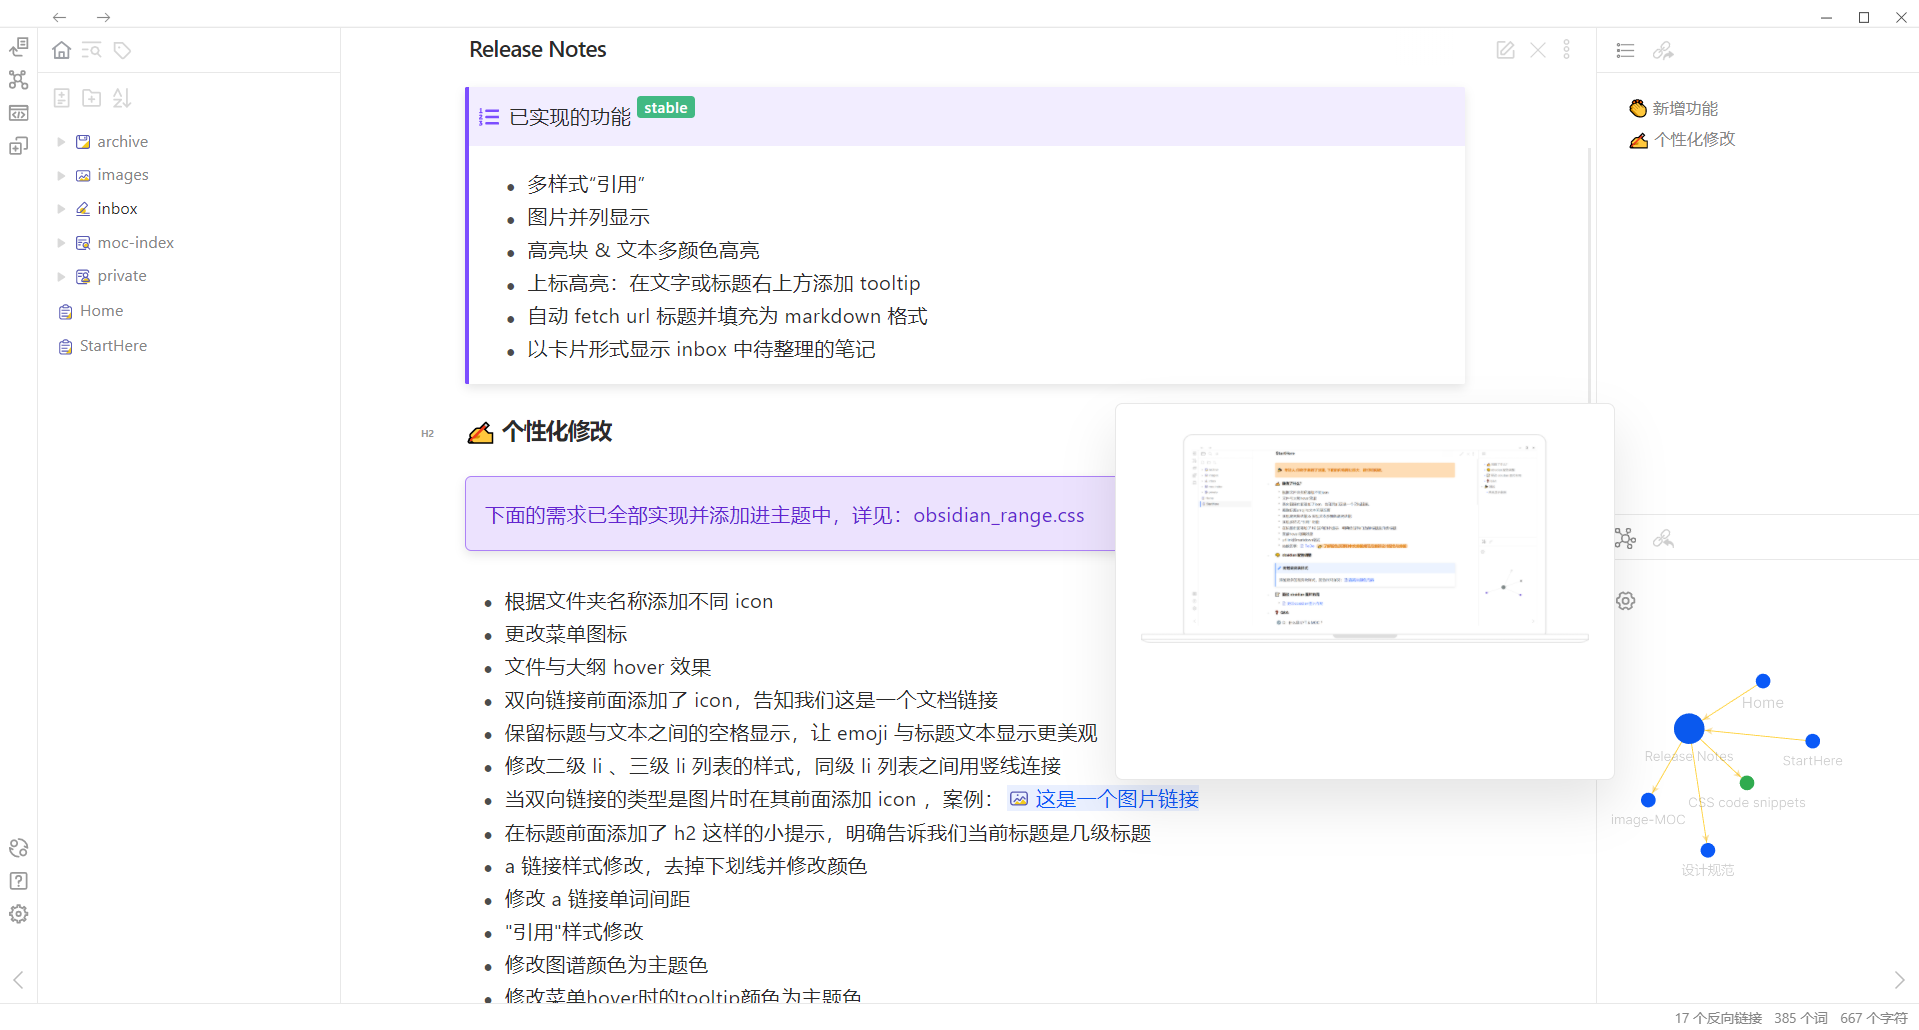 Release Notes
archive
images
inbox
moc-index
private
Home
StartHere
已实现的功能 stable
多样式“引用”
图片并列显示
高亮块 & 文本多颜色高亮
上标高亮：在文字或标题右上方添加 tooltip
自动 fetch url 标题并填充为 markdown 格式
以卡片形式显示 inbox 中待整理的笔记
H2
✍ 个性化修改
下面的需求已全部实现并添加进主题中，详见：obsidian_range.css
根据文件夹名称添加不同 icon
更改菜单图标
文件与大纲 hover 效果
双向链接前面添加了 icon，告知我们这是一个文档链接
保留标题与文本之间的空格显示，让 emoji 与标题文本显示更美观
修改二级 li 、三级 li 列表的样式，同级 li 列表之间用竖线连接
当双向链接的类型是图片时在其前面添加 icon ，案例： 这是一个图片链接
在标题前面添加了 h2 这样的小提示，明确告诉我们当前标题是几级标题
a 链接样式修改，去掉下划线并修改颜色
修改 a 链接单词间距
"引用"样式修改
修改图谱颜色为主题色
修改菜单hover时的tooltip颜色为主题色
StartHere
新增功能
✍ 个性化修改
Home
Release Notes
StartHere
CSS code snippets
image-MOC
设计规范
17 个反向链接 385 个词 667 个字符